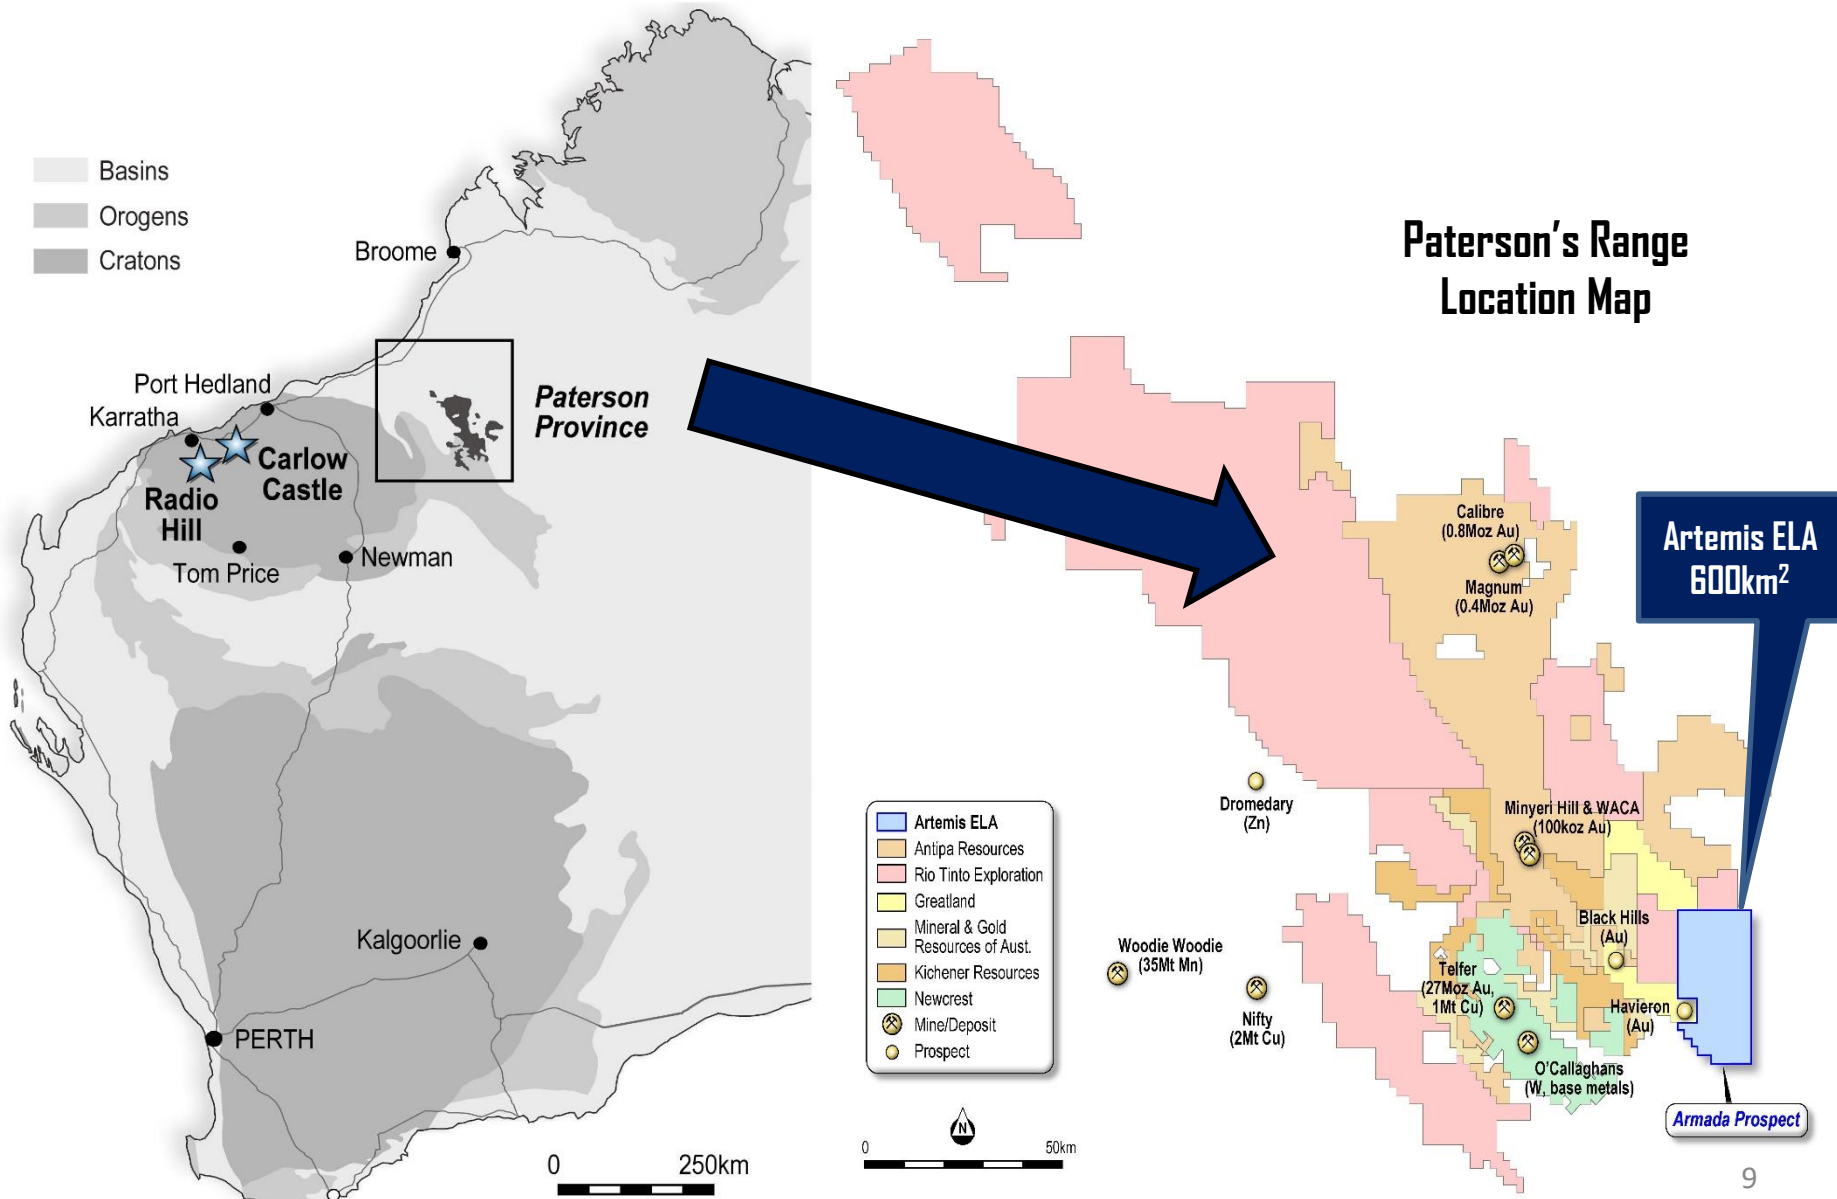 Basins
Orogens
Cratons
Broome
Port Hedland
Karratha
Carlow
Castle
Radio
Hill
Tom Price
Newman
Paterson
Province
Kalgoorlie
PERTH
0 250km
Paterson's Range
Location Map
Artemis ELA
600km²
Calibre
(0.8Moz Au)
Magnum
(0.4Moz Au)
Dromedary
(Zn)
Minyeri Hill & WACA
(100koz Au)
Black Hills
(Au)
Woodie Woodie
(35Mt Mn)
Nifty
(2Mt Cu)
Telfer
(27Moz Au,
1Mt Cu)
Havieron
(Au)
O'Callaghans
(W, base metals)
Armada Prospect
Artemis ELA
Antipa Resources
Rio Tinto Exploration
Greatland
Mineral & Gold
Resources of Aust.
Kichener Resources
Newcrest
Mine/Deposit
Prospect
N
0 50km
9